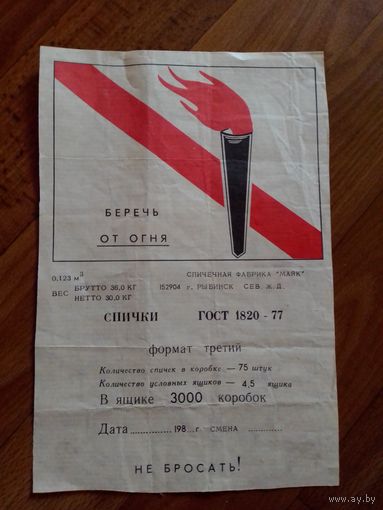 БЕРЕЧЬ
ОТ ОГНЯ
0,123 м³
СПИЧЕЧНАЯ ФАБРИКА "МАЯК"
ВЕС БРУТТО 36,0 КГ
НЕТТО 30,0 КГ
152904 г. РЫБИНСК СЕВ. Ж.Д.
СПИЧКИ ГОСТ 1820 - 77
формат третий
Количество спичек в коробке — 75 штук
Количество условных ящиков — 4,5 ящика
В ящике 3000 коробок
Дата.............. 198...г СМЕНА .............
НЕ БРОСАТЬ!
www.ay.by